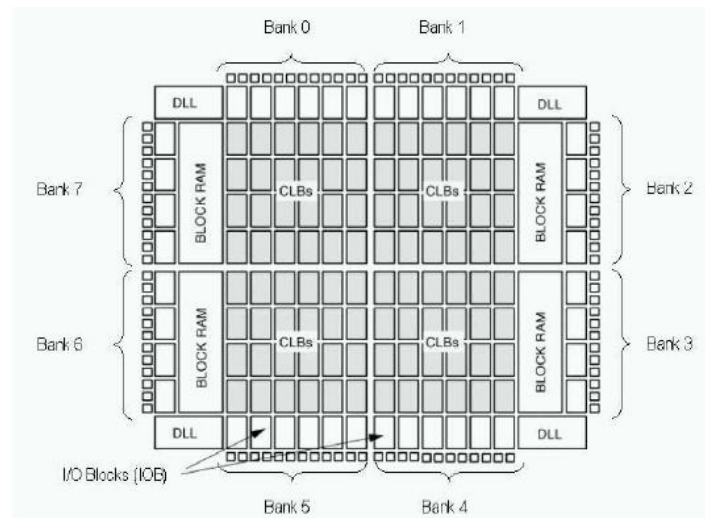 Bank 0 Bank 1
DLL DLL
Bank 7 BLOCK RAM CLBs CLBs BLOCK RAM Bank 2
Bank 6 BLOCK RAM CLBs CLBs BLOCK RAM Bank 3
DLL DLL
I/O Blocks (IOB)
Bank 5 Bank 4